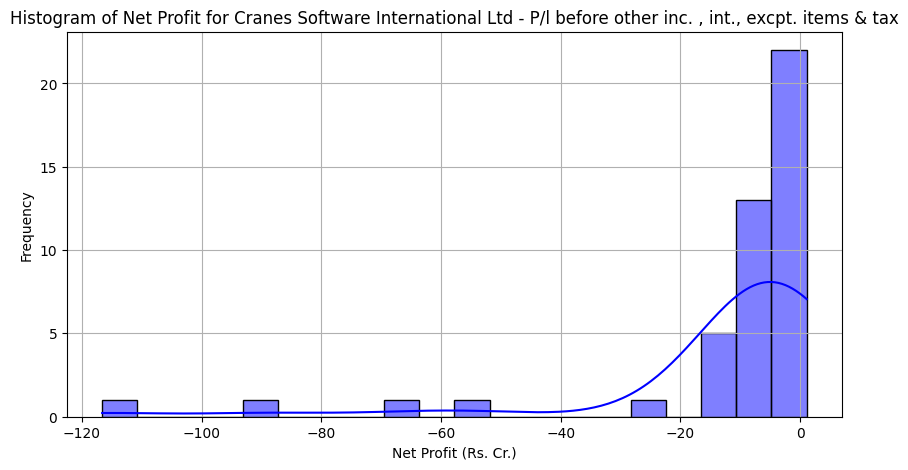 Histogram of Net Profit for Cranes Software International Ltd - P/l before other inc. , int., excpt. items & tax
20
15
10
5
0
Frequency
−120 −100 −80 −60 −40 −20 0
Net Profit (Rs. Cr.)